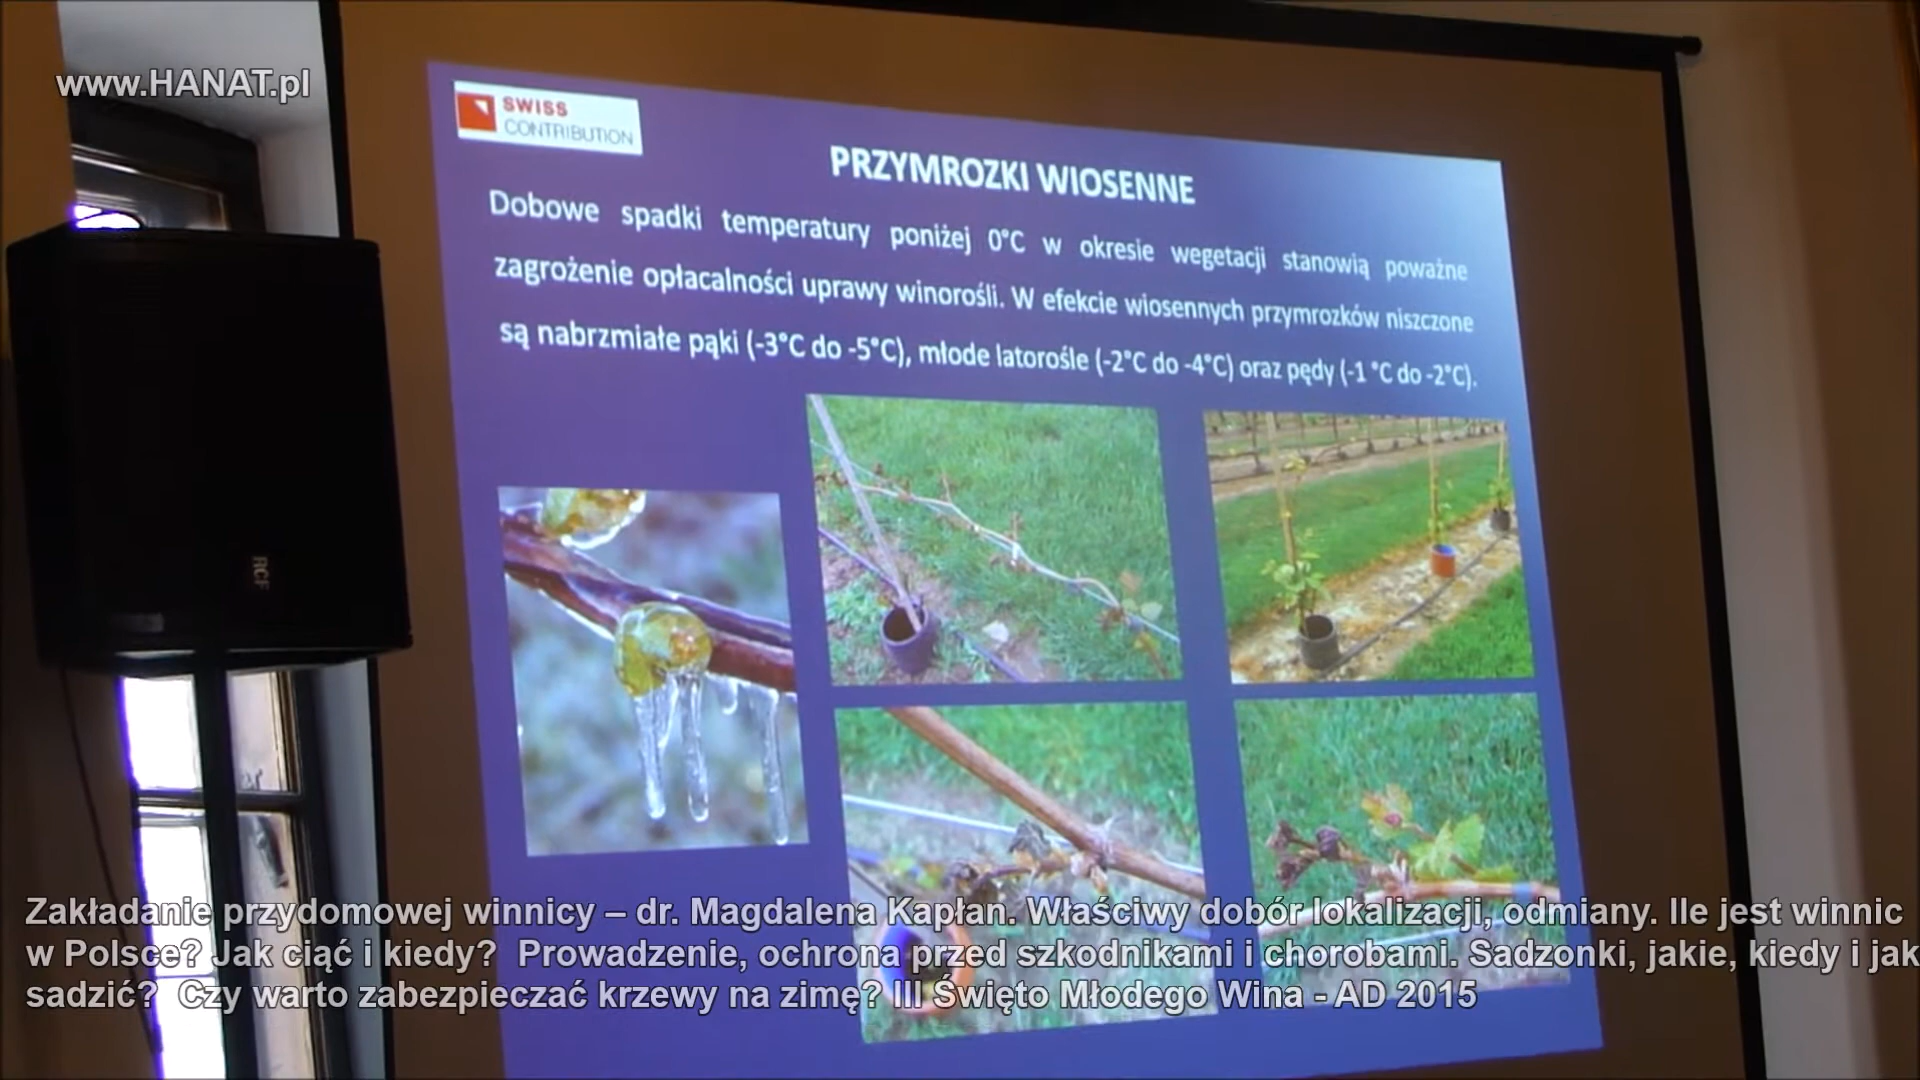 www.HANAT.pl
SWISS
CONTRIBUTION
PRZYMROZKI WIOSENNE
Dobowe spadki temperatury poniżej 0°C w okresie wegetacji stanowią poważne
zagrożenie opłacalności uprawy winorośli. W efekcie wiosennych przymrozków niszczone
są nabrzmiałe pąki (-3°C do -5°C), młode latorośle (-2°C do -4°C) oraz pędy (-1 °C do -2°C).
RCF
Zakładanie przydomowej winnicy – dr. Magdalena Kapłan. Właściwy dobór lokalizacji, odmiany. Ile jest winnic
w Polsce? Jak ciąć i kiedy? Prowadzenie, ochrona przed szkodnikami i chorobami. Sadzonki, jakie, kiedy i jak
sadzić? Czy warto zabezpieczać krzewy na zimę? III Święto Młodego Wina - AD 2015